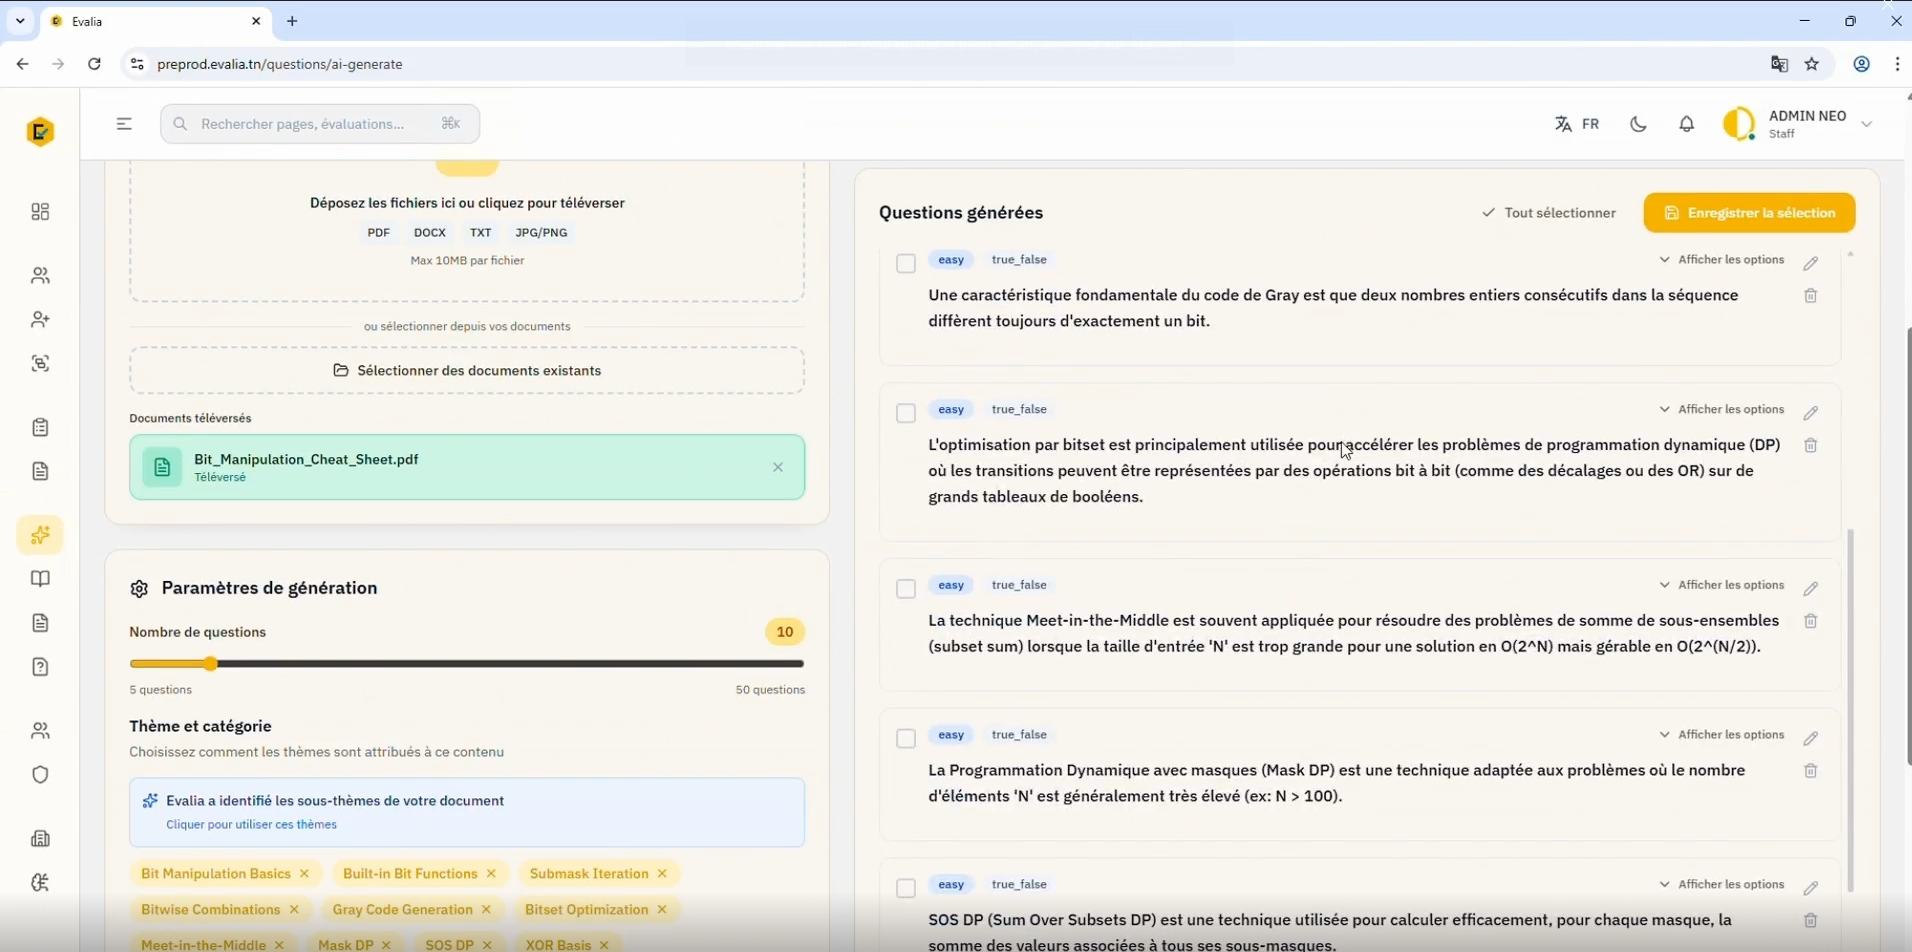 Evalia
preprod.evalia.tn/questions/ai-generate
Rechercher pages, évaluations... ⌘K
FR
ADMIN NEO
Staff
Déposez les fichiers ici ou cliquez pour téléverser
PDF DOCX TXT JPG/PNG
Max 10MB par fichier
ou sélectionner depuis vos documents
Sélectionner des documents existants
Documents téléversés
Bit_Manipulation_Cheat_Sheet.pdf
Téléversé
Paramètres de génération
Nombre de questions 10
5 questions 50 questions
Thème et catégorie
Choisissez comment les thèmes sont attribués à ce contenu
Evalia a identifié les sous-thèmes de votre document
Cliquer pour utiliser ces thèmes
Bit Manipulation Basics × Built-in Bit Functions × Submask Iteration ×
Bitwise Combinations × Gray Code Generation × Bitset Optimization ×
Meet-in-the-Middle × Mask DP × SOS DP × XOR Basis ×
Questions générées
Tout sélectionner
Enregistrer la sélection
easy true_false Afficher les options
Une caractéristique fondamentale du code de Gray est que deux nombres entiers consécutifs dans la séquence
diffèrent toujours d'exactement un bit.
easy true_false Afficher les options
L'optimisation par bitset est principalement utilisée pour accélérer les problèmes de programmation dynamique (DP)
où les transitions peuvent être représentées par des opérations bit à bit (comme des décalages ou des OR) sur de
grands tableaux de booléens.
easy true_false Afficher les options
La technique Meet-in-the-Middle est souvent appliquée pour résoudre des problèmes de somme de sous-ensembles
(subset sum) lorsque la taille d'entrée 'N' est trop grande pour une solution en O(2^N) mais gérable en O(2^(N/2)).
easy true_false Afficher les options
La Programmation Dynamique avec masques (Mask DP) est une technique adaptée aux problèmes où le nombre
d'éléments 'N' est généralement très élevé (ex: N > 100).
easy true_false Afficher les options
SOS DP (Sum Over Subsets DP) est une technique utilisée pour calculer efficacement, pour chaque masque, la
somme des valeurs associées à tous ses sous-masques.